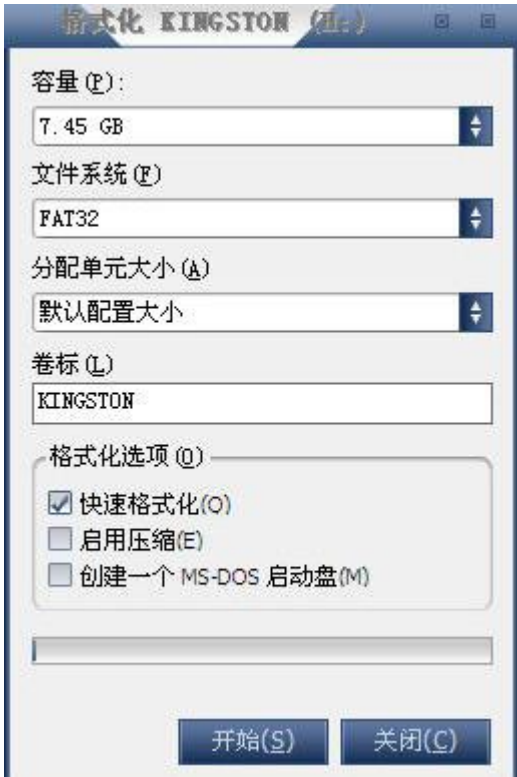 格式化 KINGSTON (H:)
容量(P):
7.45 GB
文件系统(F)
FAT32
分配单元大小(A)
默认配置大小
卷标(L)
KINGSTON
格式化选项(O)
快速格式化(O)
启用压缩(E)
创建一个 MS-DOS 启动盘(M)
开始(S)
关闭(C)